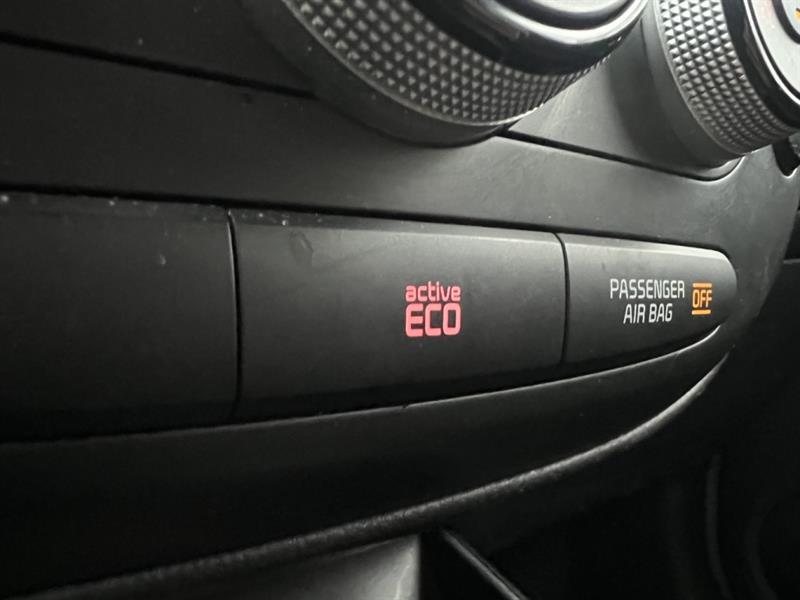 active
ECO
PASSENGER
AIR BAG
OFF